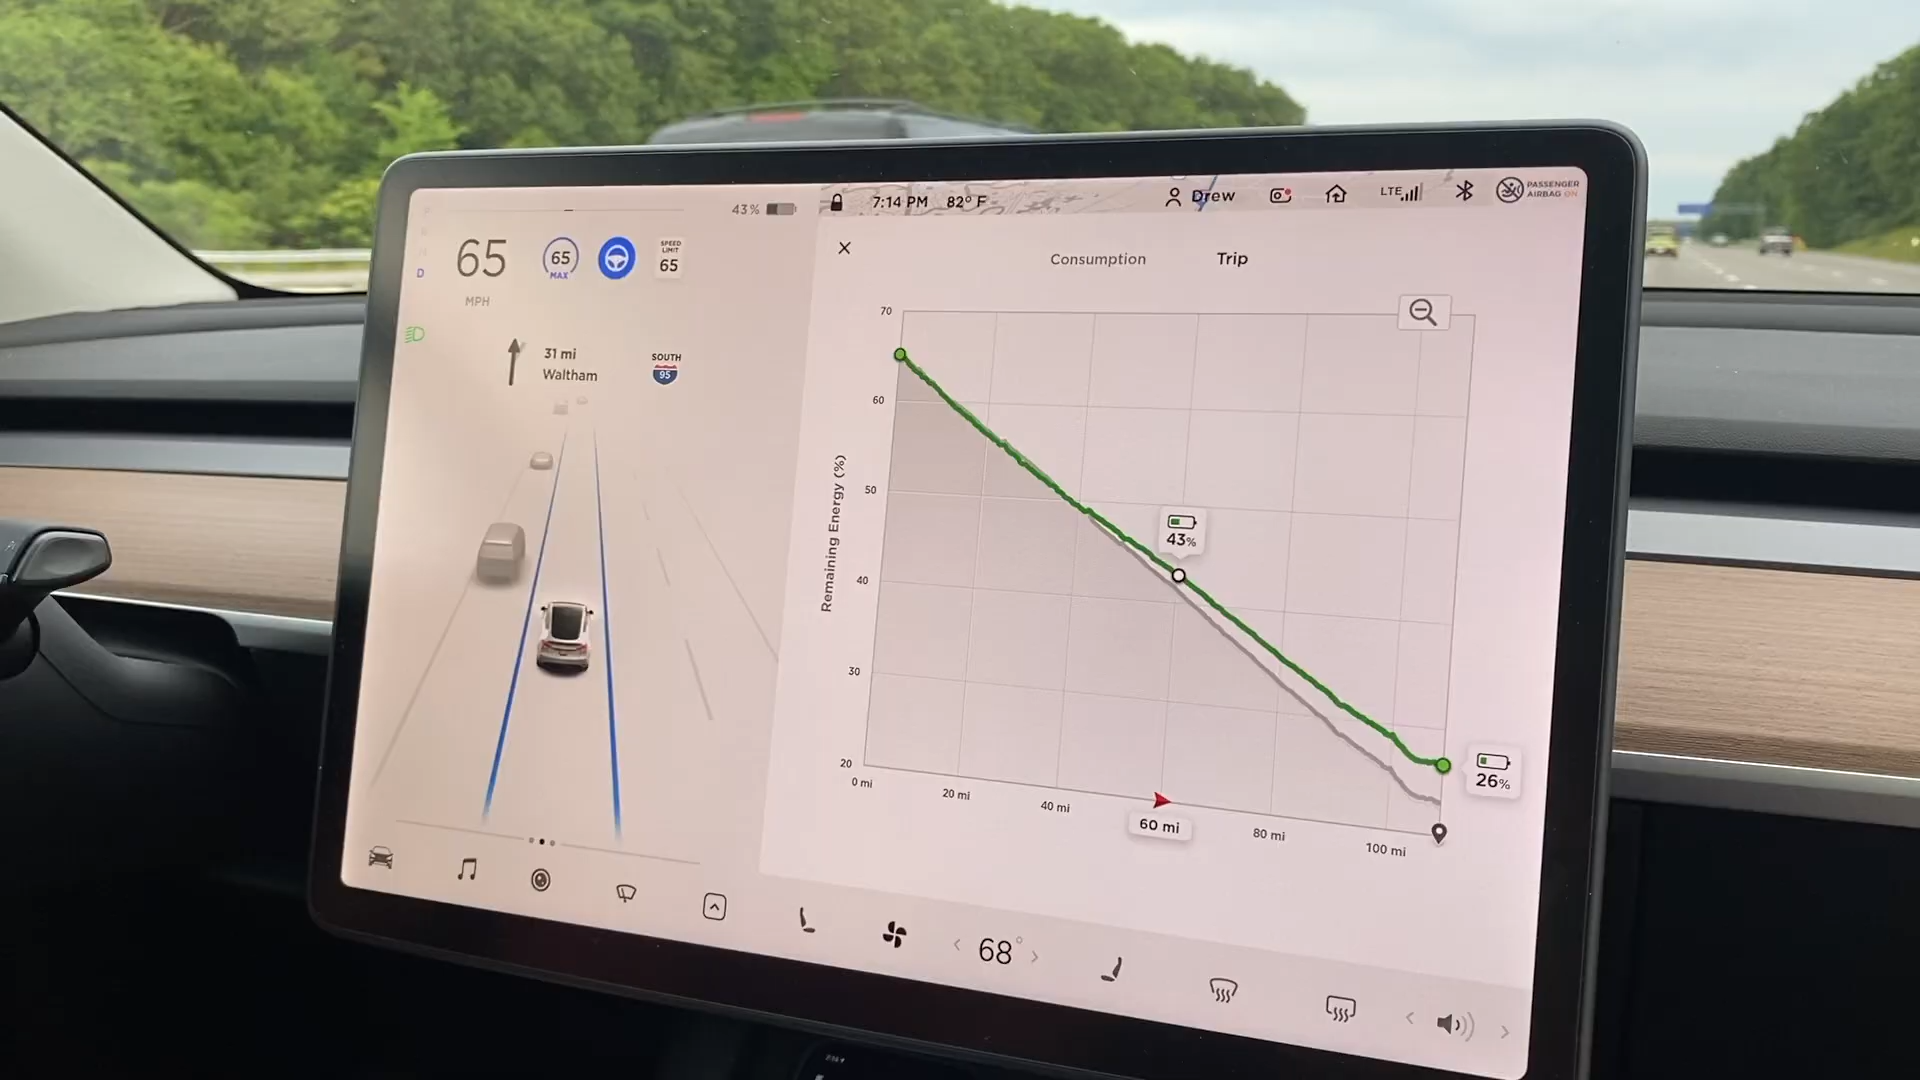 43%
7:14 PM 82° F
Drew
LTE
PASSENGER
AIRBAG ON
D
65
MPH
65
MAX
SPEED
LIMIT
65
31 mi
Waltham
SOUTH
95
Consumption
Trip
Remaining Energy (%)
70
60
50
40
30
20
43%
26%
0 mi
20 mi
40 mi
60 mi
80 mi
100 mi
68°